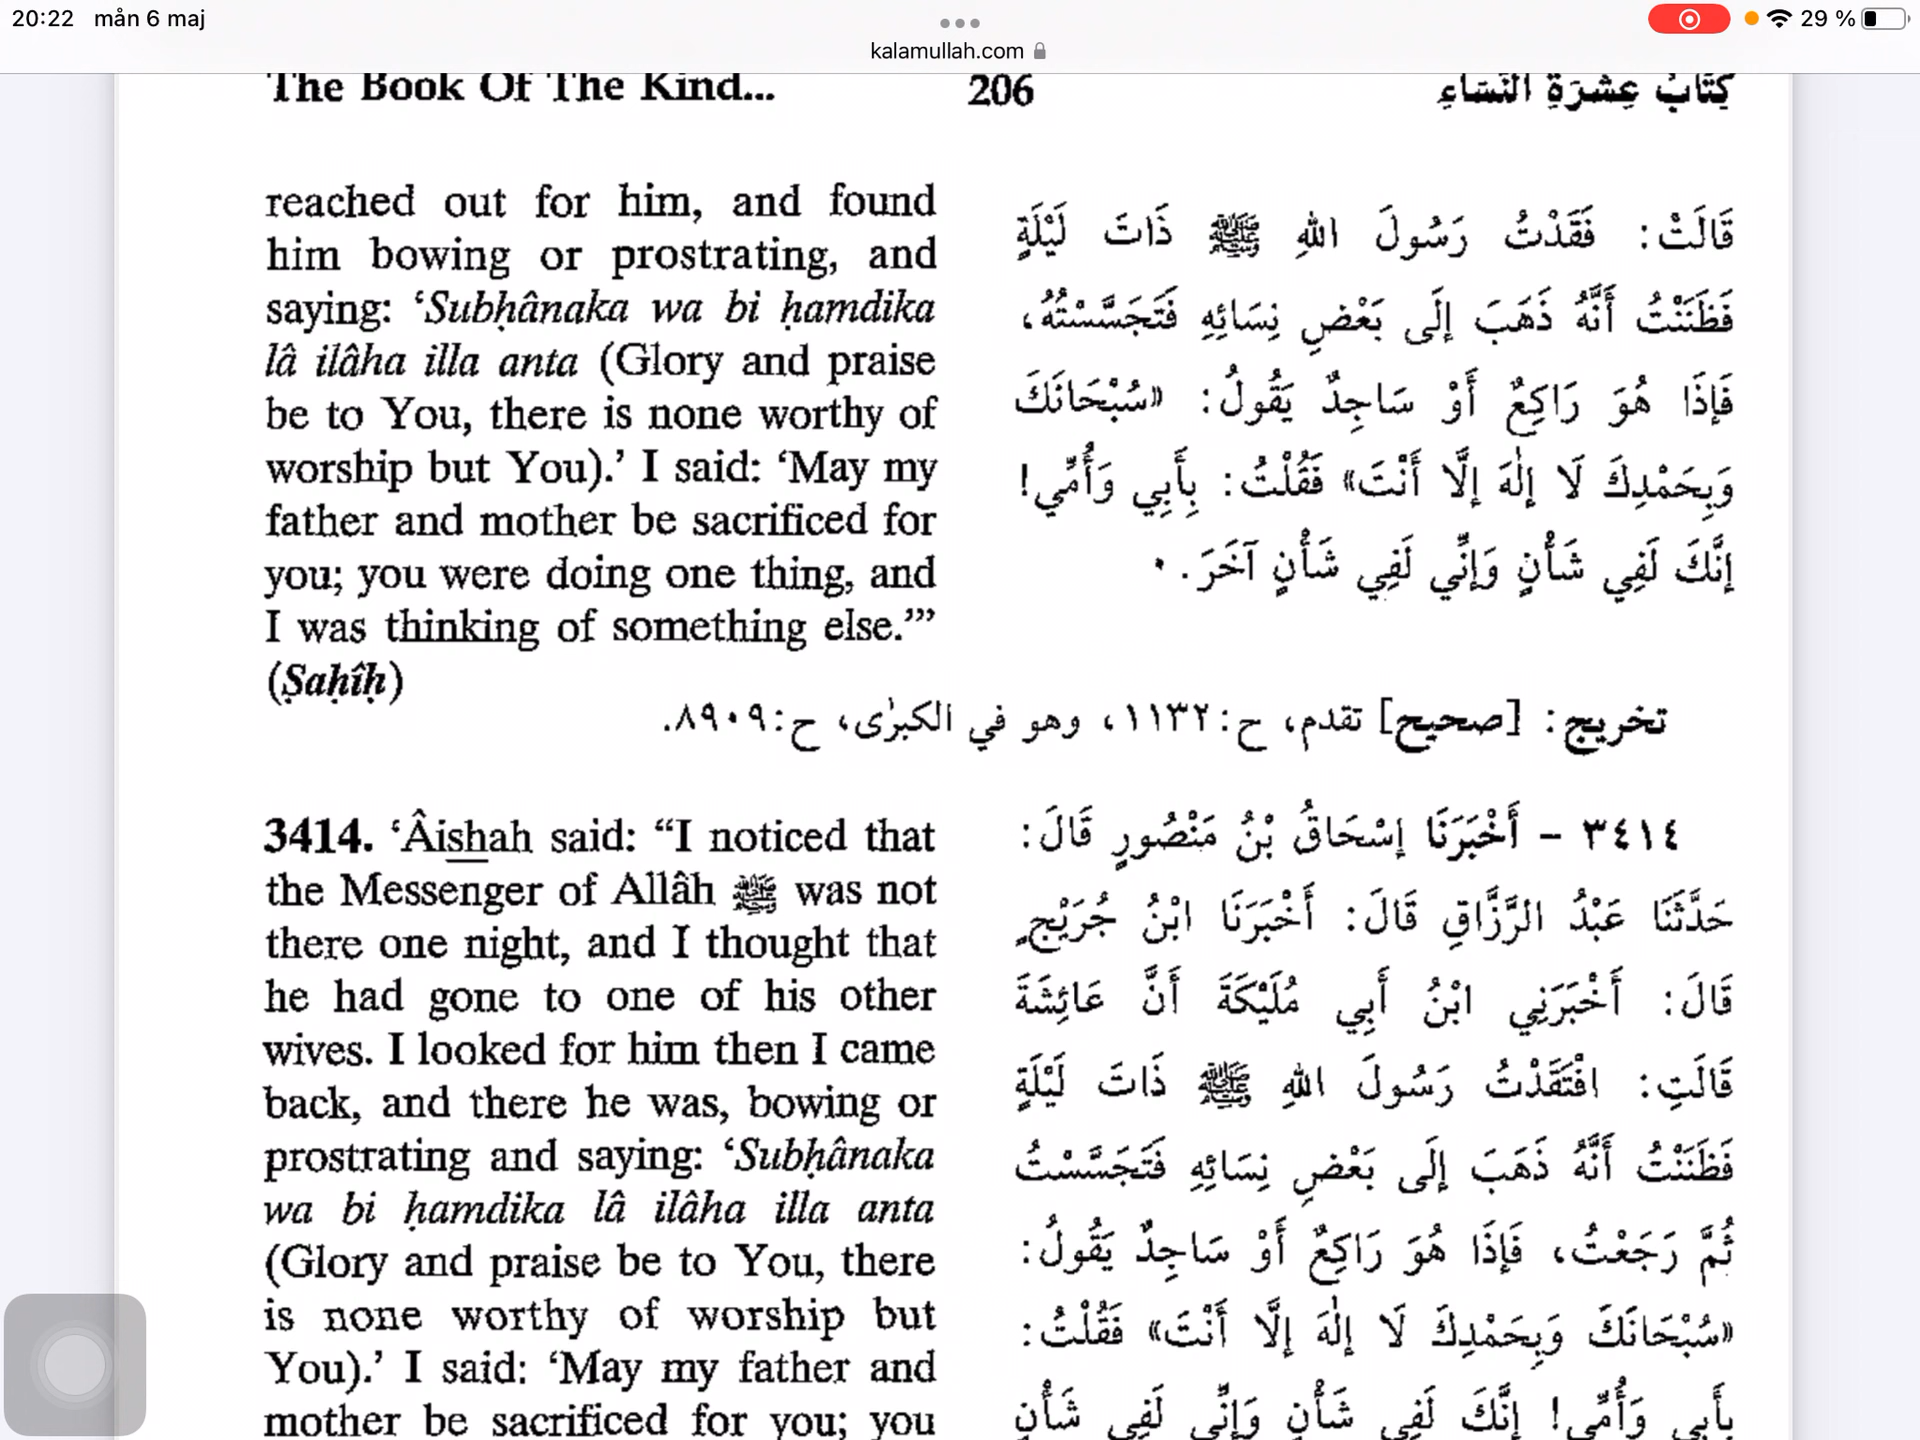 20:22 mån 6 maj
29 %
kalamullah.com
The Book Of The Kind...
206
كِتَابُ عِشْرَةِ النِّسَاءِ
reached out for him, and found
him bowing or prostrating, and
saying: ‘Subḥânaka wa bi ḥamdika
lâ ilâha illa anta (Glory and praise
be to You, there is none worthy of
worship but You).’ I said: ‘May my
father and mother be sacrificed for
you; you were doing one thing, and
I was thinking of something else.’”
(Ṣaḥîḥ)
قَالَتْ: فَقَدْتُ رَسُولَ اللهِ ﷺ ذَاتَ لَيْلَةٍ
فَظَنَنْتُ أَنَّهُ ذَهَبَ إِلَى بَعْضِ نِسَائِهِ فَتَجَسَّسْتُهُ،
فَإِذَا هُوَ رَاكِعٌ أَوْ سَاجِدٌ يَقُولُ: «سُبْحَانَكَ
وَبِحَمْدِكَ لَا إِلٰهَ إِلَّا أَنْتَ» فَقُلْتُ: بِأَبِي وَأُمِّي!
إِنَّكَ لَفِي شَأْنٍ وَإِنِّي لَفِي شَأْنٍ آخَرَ.
تخريج: [صحيح] تقدم، ح:١١٣٢، وهو في الكبرٰى، ح:٨٩٠٩.
3414. ‘Âishah said: “I noticed that
the Messenger of Allâh ﷺ was not
there one night, and I thought that
he had gone to one of his other
wives. I looked for him then I came
back, and there he was, bowing or
prostrating and saying: ‘Subḥânaka
wa bi ḥamdika lâ ilâha illa anta
(Glory and praise be to You, there
is none worthy of worship but
You).’ I said: ‘May my father and
mother be sacrificed for you; you
٣٤١٤ – أَخْبَرَنَا إِسْحَاقُ بْنُ مَنْصُورٍ قَالَ:
حَدَّثَنَا عَبْدُ الرَّزَّاقِ قَالَ: أَخْبَرَنَا ابْنُ جُرَيْجٍ
قَالَ: أَخْبَرَنِي ابْنُ أَبِي مُلَيْكَةَ أَنَّ عَائِشَةَ
قَالَتِ: افْتَقَدْتُ رَسُولَ اللهِ ﷺ ذَاتَ لَيْلَةٍ
فَظَنَنْتُ أَنَّهُ ذَهَبَ إِلَى بَعْضِ نِسَائِهِ فَتَجَسَّسْتُ
ثُمَّ رَجَعْتُ، فَإِذَا هُوَ رَاكِعٌ أَوْ سَاجِدٌ يَقُولُ:
«سُبْحَانَكَ وَبِحَمْدِكَ لَا إِلٰهَ إِلَّا أَنْتَ» فَقُلْتُ:
بِأَبِي وَأُمِّي! إِنَّكَ لَفِي شَأْنٍ وَإِنِّي لَفِي شَأْنٍ